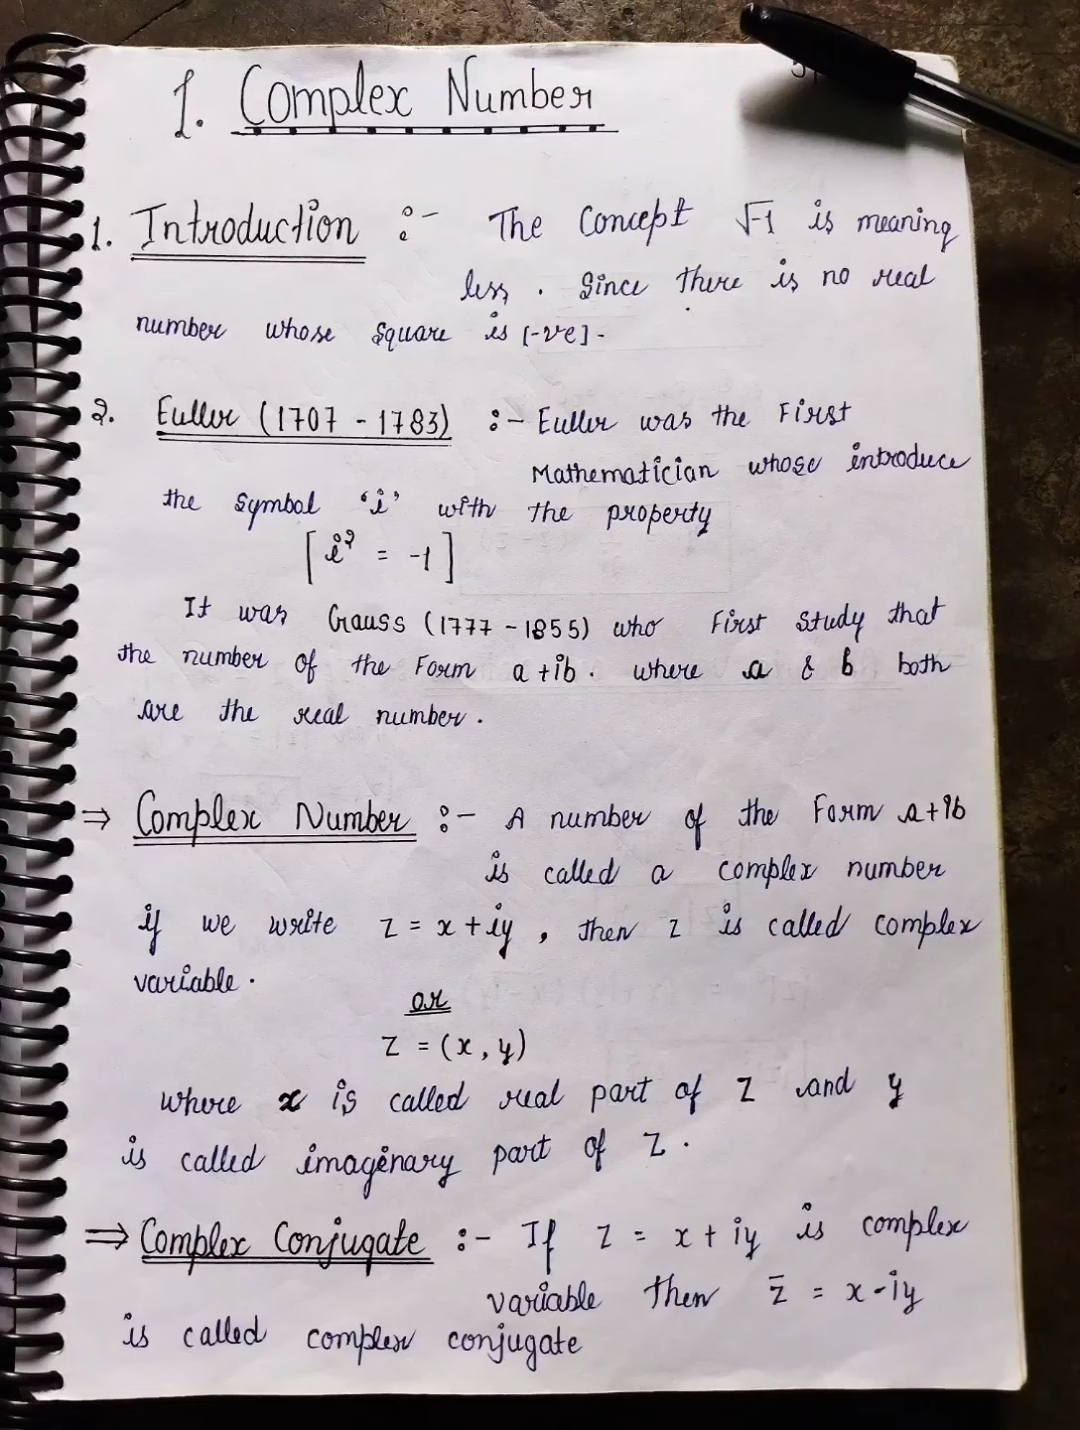 1. Complex Number
1. Introduction :- The Concept √-1 is meaning
less . Since there is no real
number whose square is [-ve].
2. Euller (1707 - 1783) :- Euller was the First
Mathematician whose introduce
the symbol 'i' with the property
[i² = -1]
It was Gauss (1777 - 1855) who First study that
the number of the Form a + ib . where a & b both
are the real number .
⇒ Complex Number :- A number of the Form a+ib
is called a complex number
if we write z = x + iy , then z is called complex
variable .
or
Z = (x, y)
where x is called real part of Z and y
is called imaginary part of Z .
⇒ Complex Conjugate :- If z = x + iy is complex
variable then z̄ = x - iy
is called complex conjugate